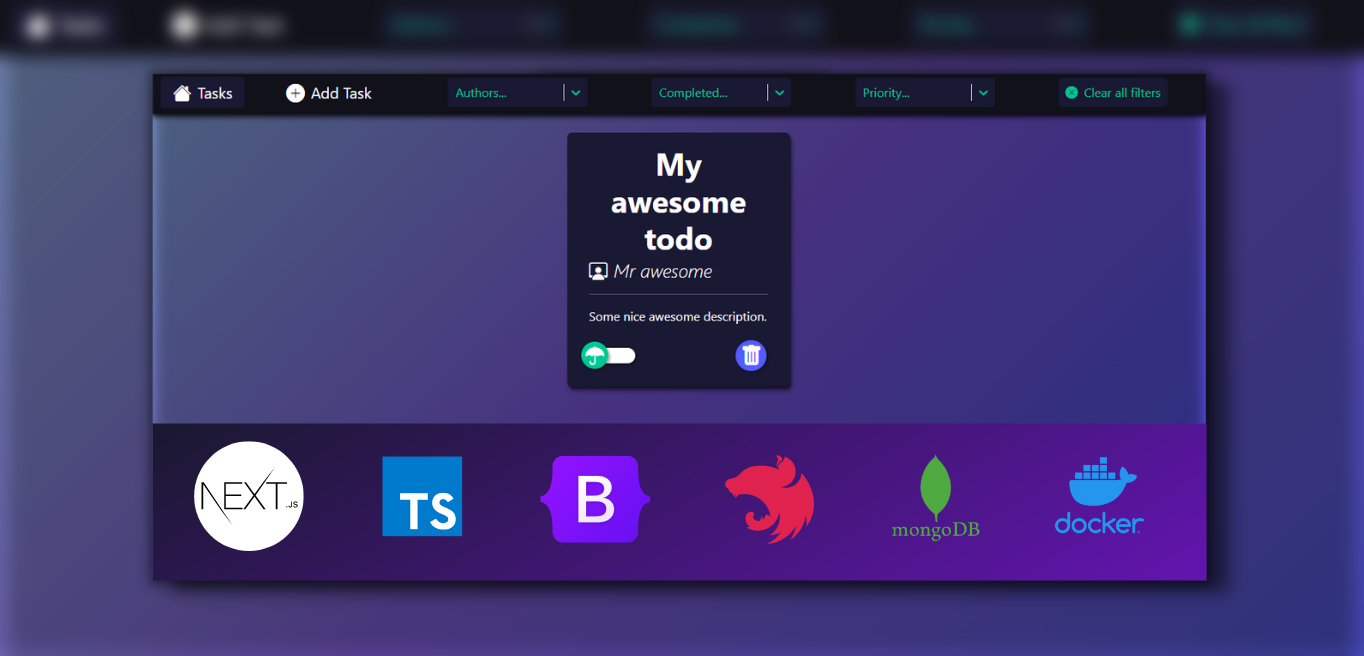 Tasks
Add Task
Authors...
Completed...
Priority...
Clear all filters
My
awesome
todo
Mr awesome
Some nice awesome description.
NEXT.JS
TS
B
mongoDB
docker